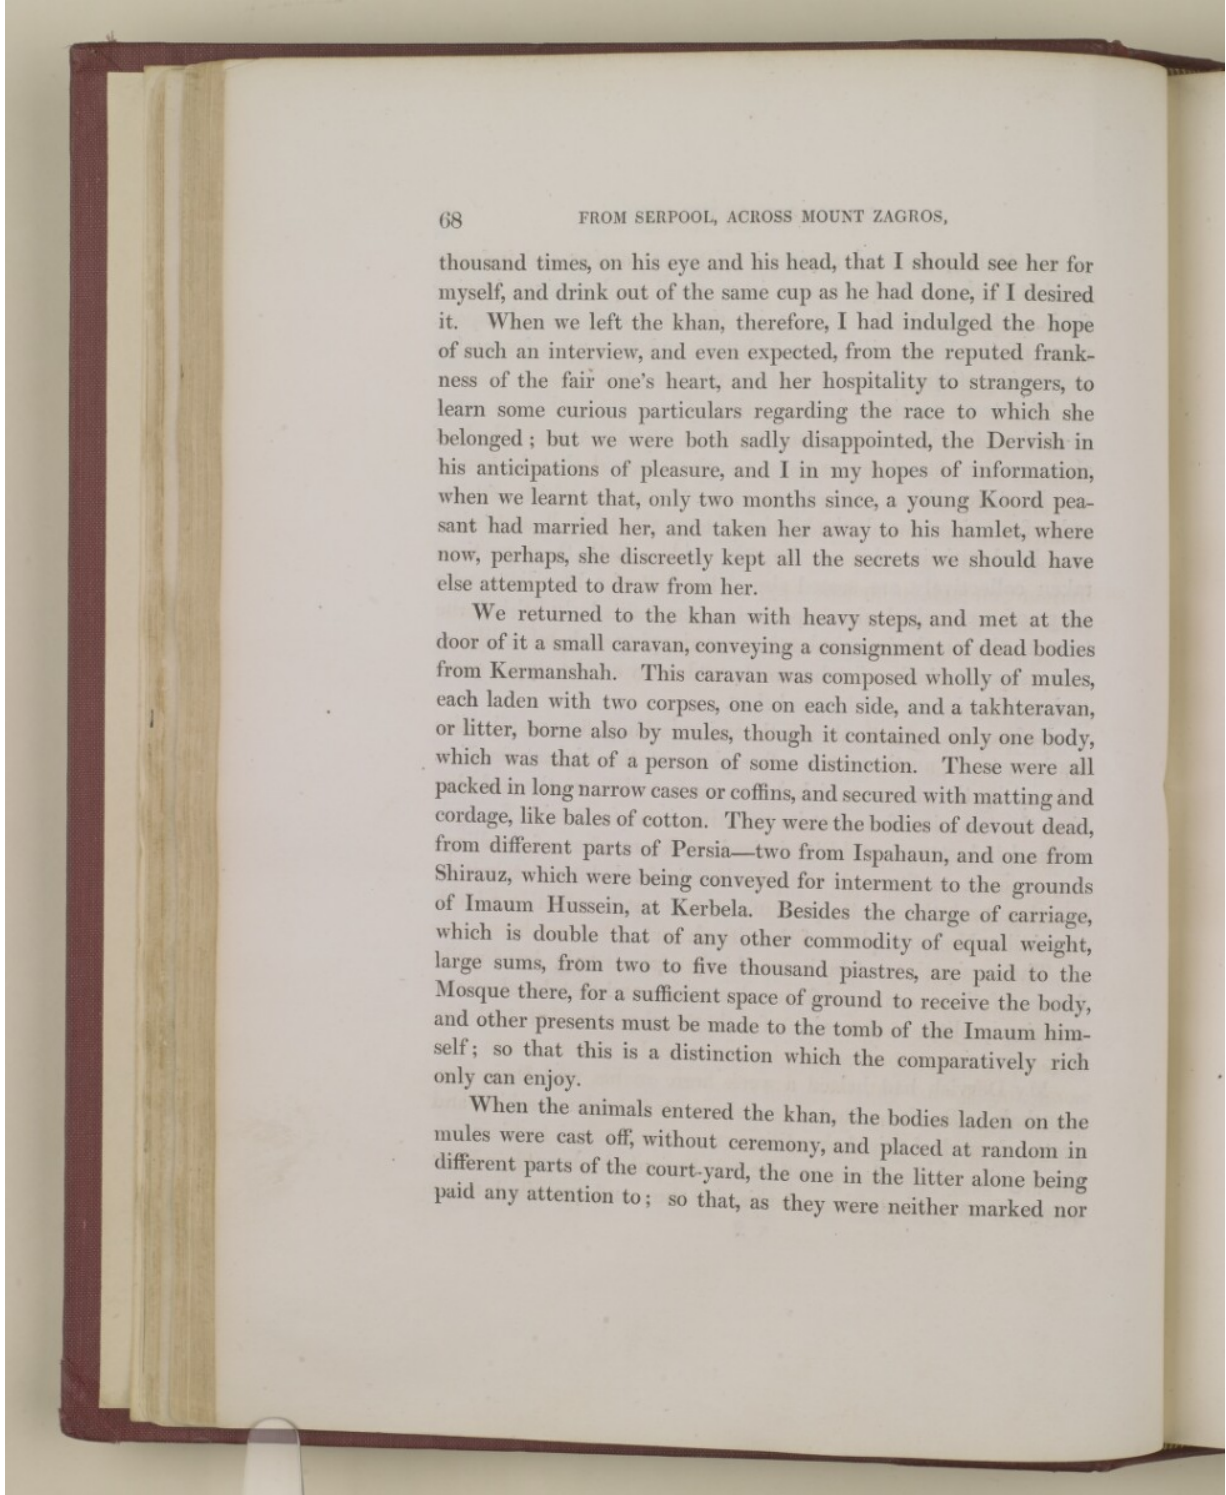 68 FROM SERPOOL, ACROSS MOUNT ZAGROS,
thousand times, on his eye and his head, that I should see her for
myself, and drink out of the same cup as he had done, if I desired
it. When we left the khan, therefore, I had indulged the hope
of such an interview, and even expected, from the reputed frank-
ness of the fair one's heart, and her hospitality to strangers, to
learn some curious particulars regarding the race to which she
belonged ; but we were both sadly disappointed, the Dervish in
his anticipations of pleasure, and I in my hopes of information,
when we learnt that, only two months since, a young Koord pea-
sant had married her, and taken her away to his hamlet, where
now, perhaps, she discreetly kept all the secrets we should have
else attempted to draw from her.
We returned to the khan with heavy steps, and met at the
door of it a small caravan, conveying a consignment of dead bodies
from Kermanshah. This caravan was composed wholly of mules,
each laden with two corpses, one on each side, and a takhteravan,
or litter, borne also by mules, though it contained only one body,
which was that of a person of some distinction. These were all
packed in long narrow cases or coffins, and secured with matting and
cordage, like bales of cotton. They were the bodies of devout dead,
from different parts of Persia—two from Ispahaun, and one from
Shirauz, which were being conveyed for interment to the grounds
of Imaum Hussein, at Kerbela. Besides the charge of carriage,
which is double that of any other commodity of equal weight,
large sums, from two to five thousand piastres, are paid to the
Mosque there, for a sufficient space of ground to receive the body,
and other presents must be made to the tomb of the Imaum him-
self ; so that this is a distinction which the comparatively rich
only can enjoy.
When the animals entered the khan, the bodies laden on the
mules were cast off, without ceremony, and placed at random in
different parts of the court-yard, the one in the litter alone being
paid any attention to ; so that, as they were neither marked nor